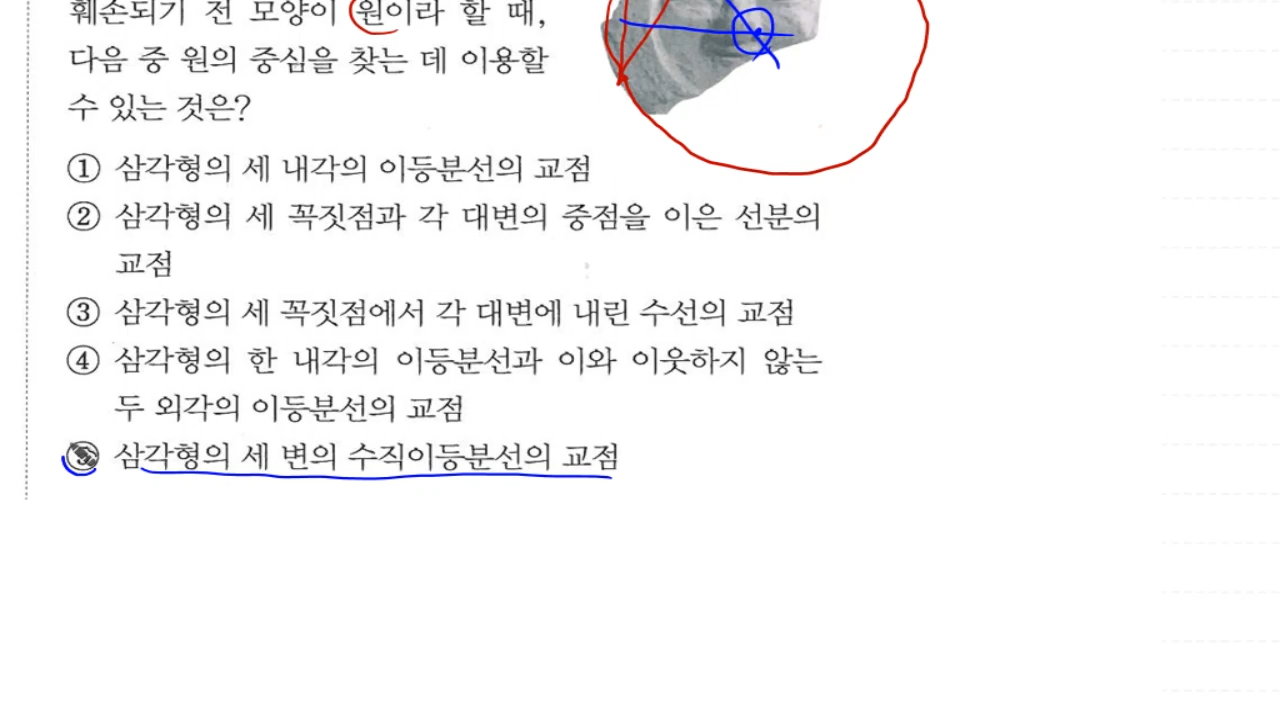 훼손되기 전 모양이 원이라 할 때,
다음 중 원의 중심을 찾는 데 이용할
수 있는 것은?
① 삼각형의 세 내각의 이등분선의 교점
② 삼각형의 세 꼭짓점과 각 대변의 중점을 이은 선분의
교점
③ 삼각형의 세 꼭짓점에서 각 대변에 내린 수선의 교점
④ 삼각형의 한 내각의 이등분선과 이와 이웃하지 않는
두 외각의 이등분선의 교점
⑤ 삼각형의 세 변의 수직이등분선의 교점